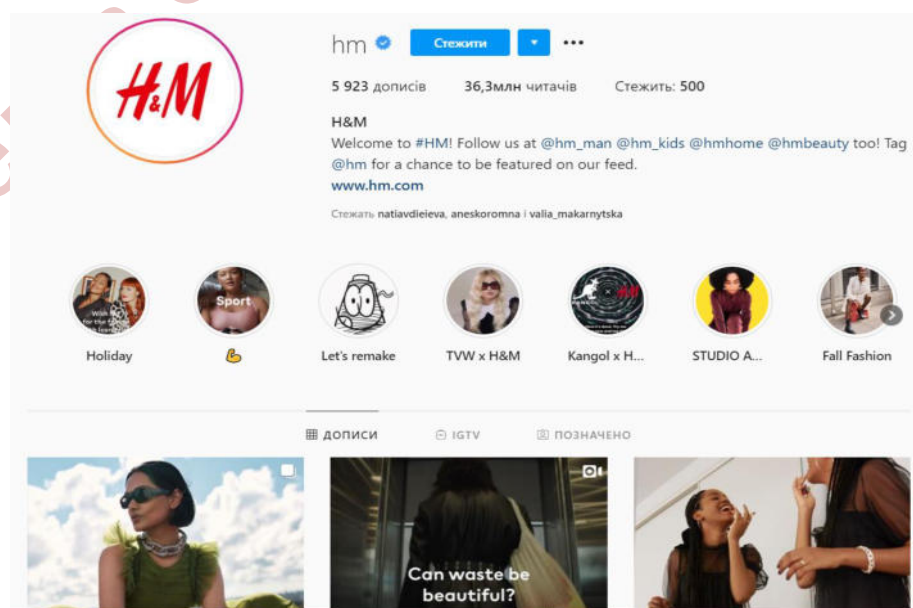 H&M
hm Стежити
5 923 дописів 36,3млн читачів Стежить: 500
H&M
Welcome to #HM! Follow us at @hm_man @hm_kids @hmhome @hmbeauty too! Tag
@hm for a chance to be featured on our feed.
www.hm.com
Стежать natiavdieieva, aneskoromna і valia_makarnytska
Sport
Holiday 💪 Let's remake TVW x H&M Kangol x H... STUDIO A... Fall Fashion
ДОПИСИ IGTV ПОЗНАЧЕНО
Can waste be
beautiful?